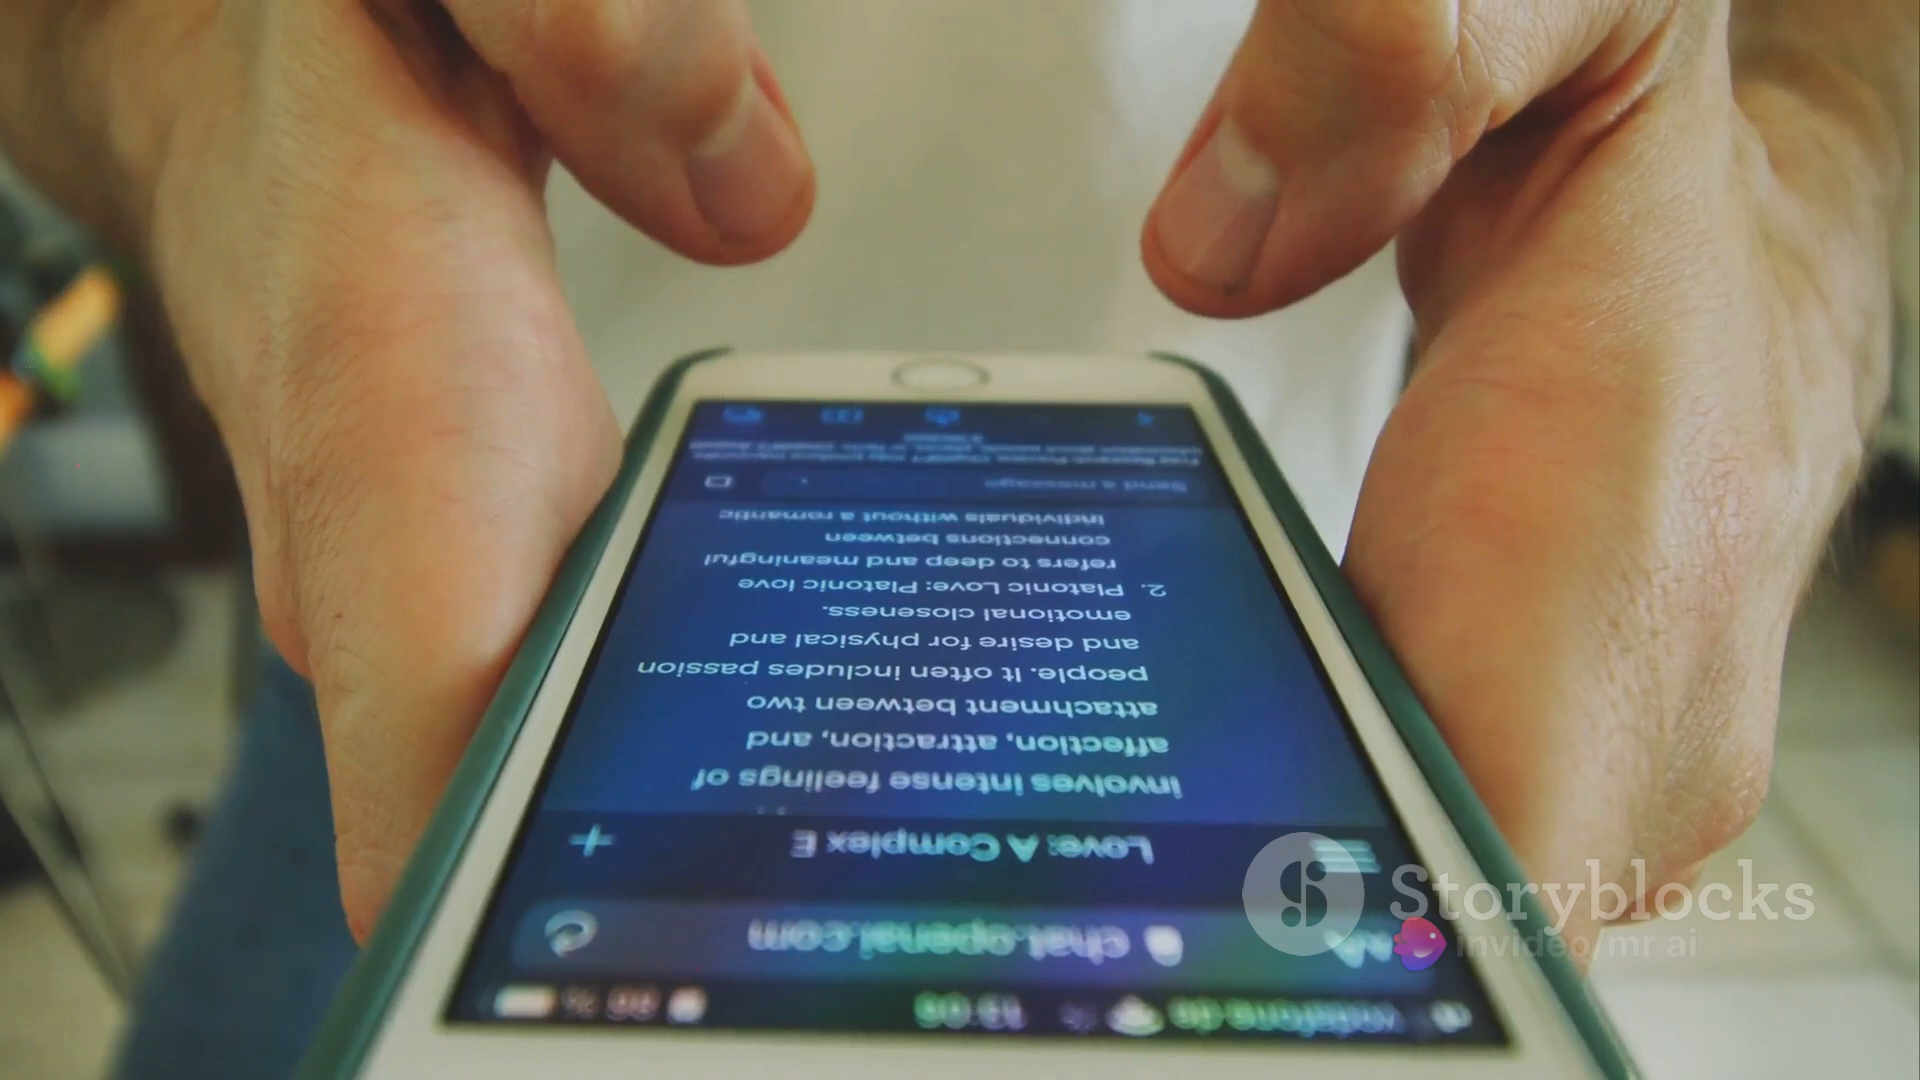 vodafone.de
chat.openai.com
Love: A Complex E
involves intense feelings of
affection, attraction, and
attachment between two
people. It often includes passion
and desire for physical and
emotional closeness.
2. Platonic Love: Platonic love
refers to deep and meaningful
connections between
individuals without a romantic
Send a message
Storyblocks
invideo/mr ai